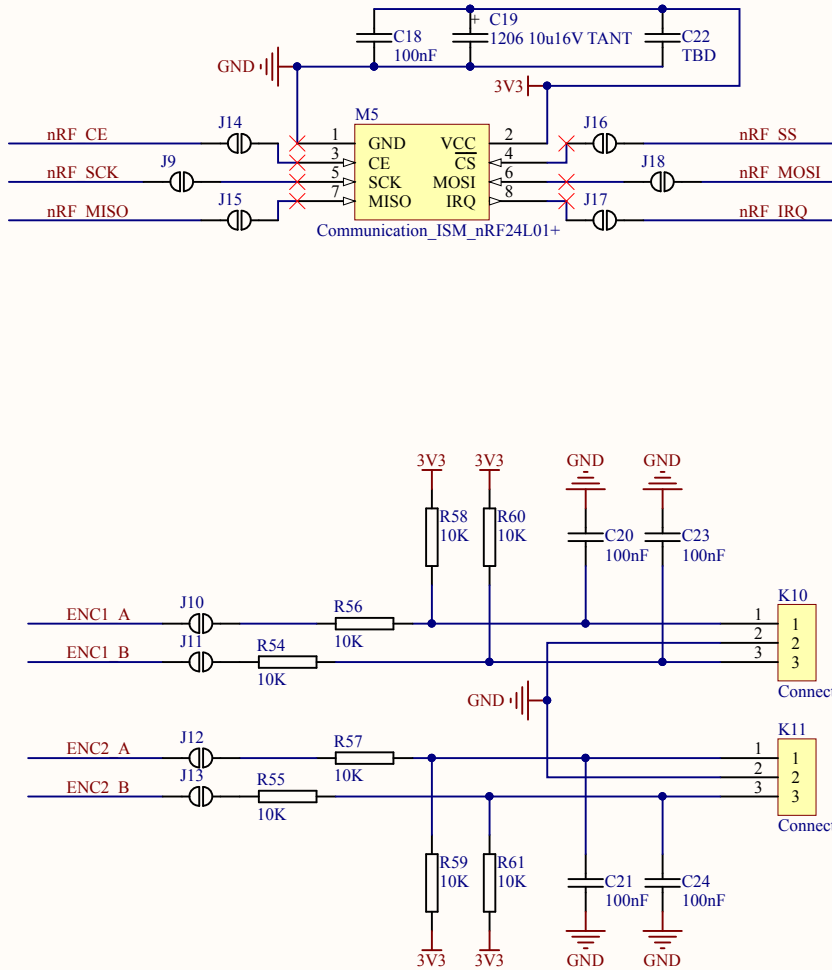 C18
100nF
+
C19
1206 10u16V TANT
C22
TBD
GND
3V3
M5
nRF_CE
J14
1
GND
VCC
2
J16
nRF_SS
3
CE
CS
4
nRF_SCK
J9
5
SCK
MOSI
6
J18
nRF_MOSI
nRF_MISO
J15
7
MISO
IRQ
8
J17
nRF_IRQ
Communication_ISM_nRF24L01+
3V3
3V3
GND
GND
R58
10K
R60
10K
C20
100nF
C23
100nF
ENC1_A
J10
R56
10K
K10
1
1
2
2
3
3
Connect
ENC1_B
J11
R54
10K
GND
ENC2_A
J12
R57
10K
K11
1
1
2
2
3
3
Connect
ENC2_B
J13
R55
10K
R59
10K
R61
10K
C21
100nF
C24
100nF
3V3
3V3
GND
GND